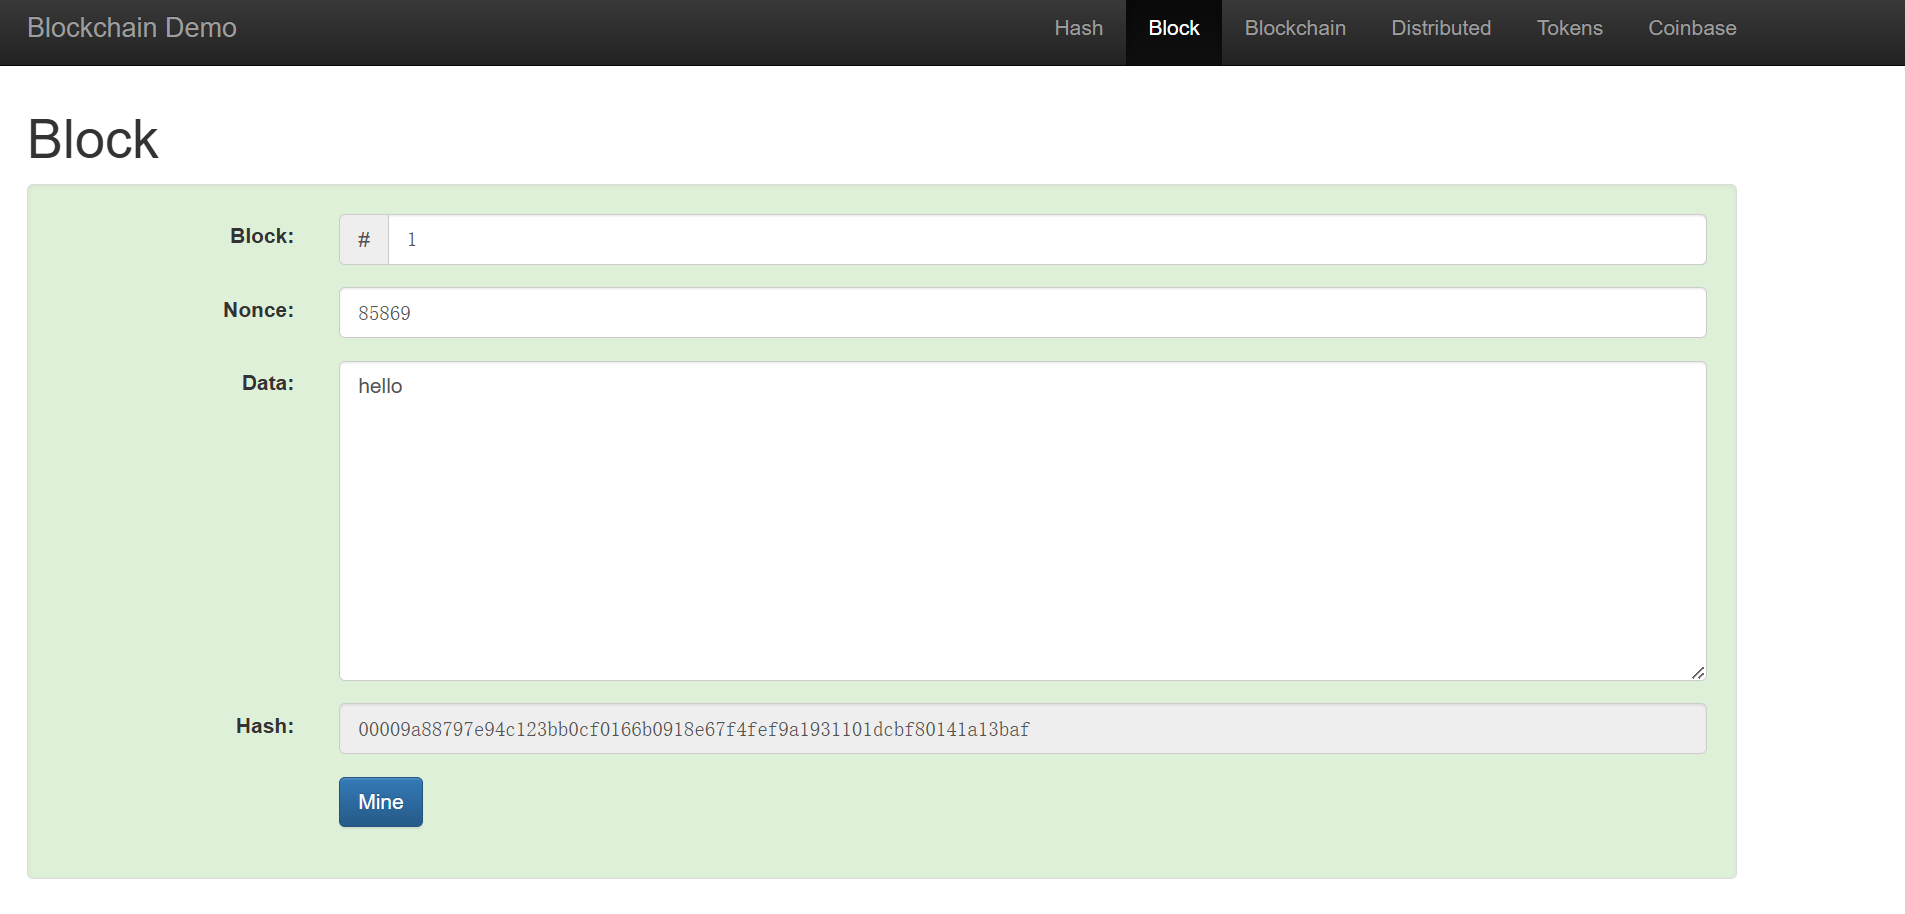 Blockchain Demo
Hash Block Blockchain Distributed Tokens Coinbase
Block
Block: # 1
Nonce: 85869
Data: hello
Hash: 00009a88797e94c123bb0cf0166b0918e67f4fef9a1931101dcbf80141a13baf
Mine